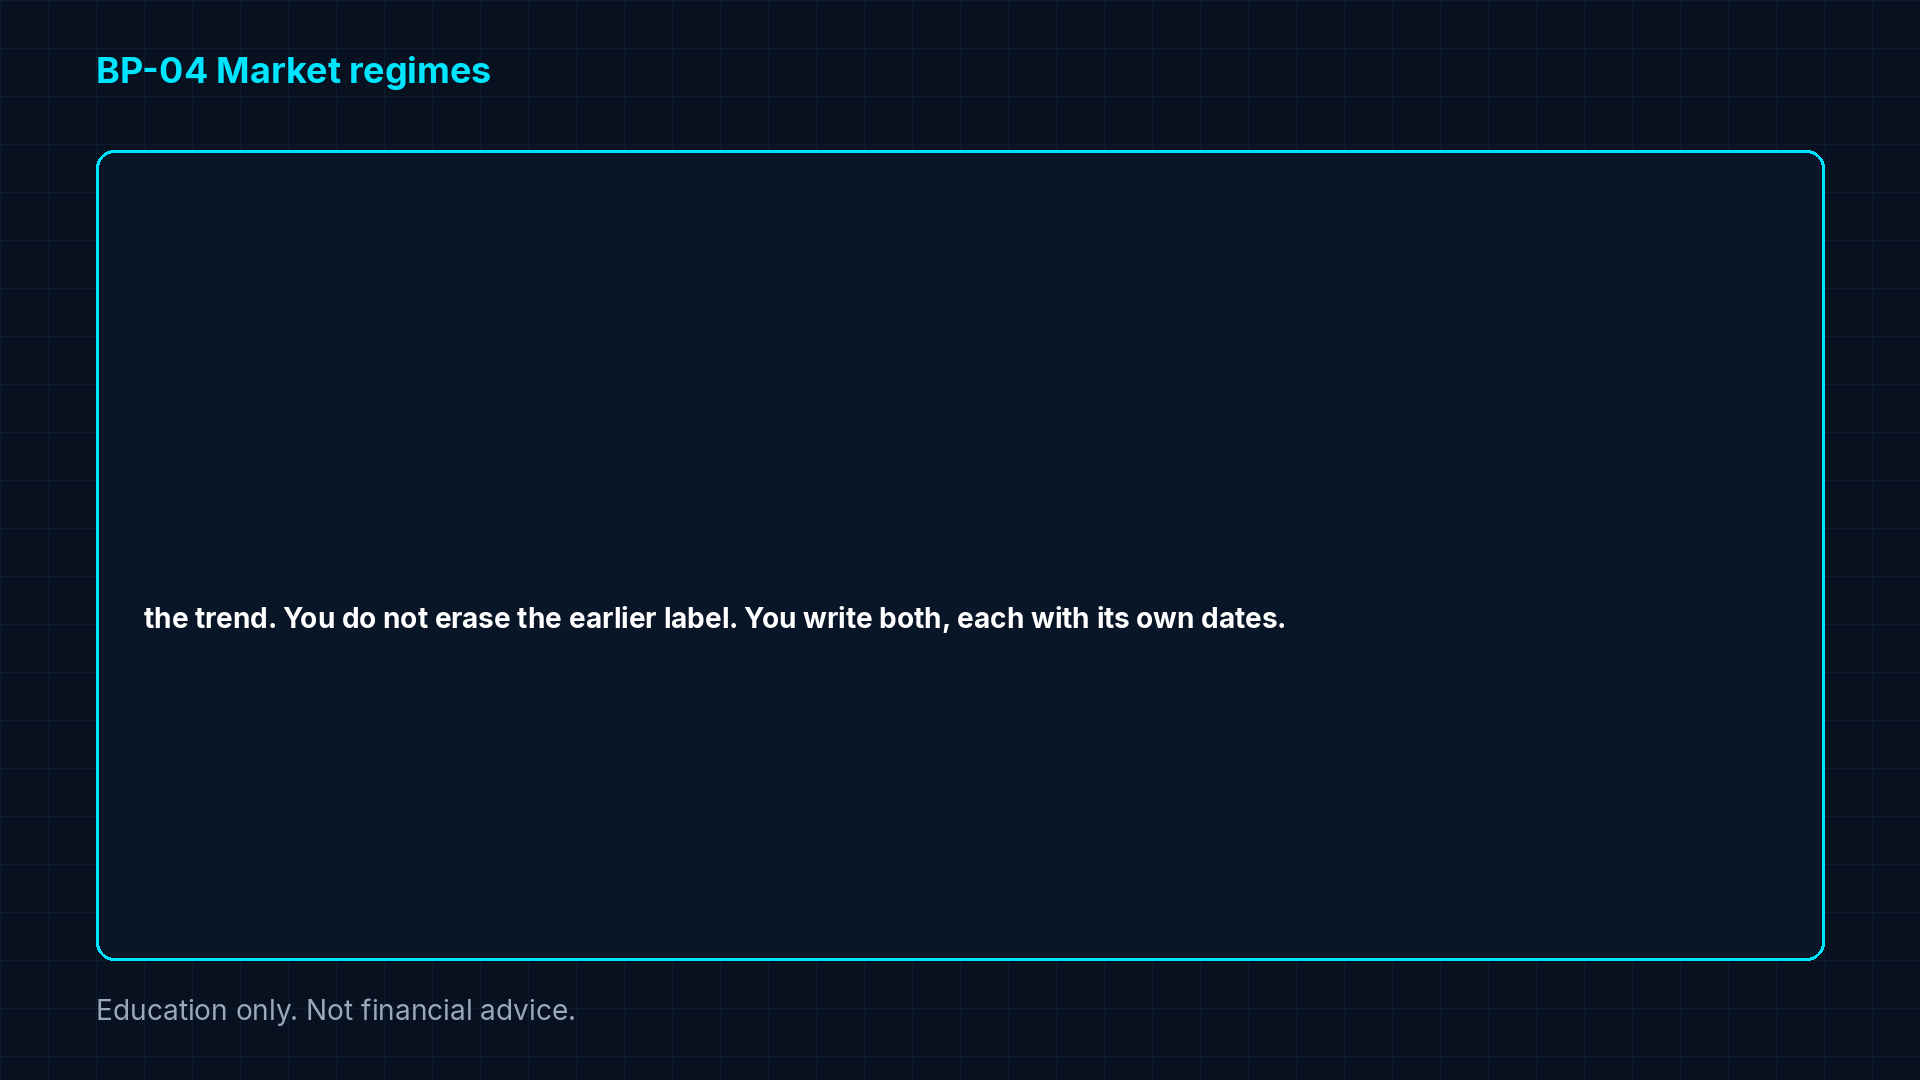 BP-04 Market regimes
the trend. You do not erase the earlier label. You write both, each with its own dates.
Education only. Not financial advice.